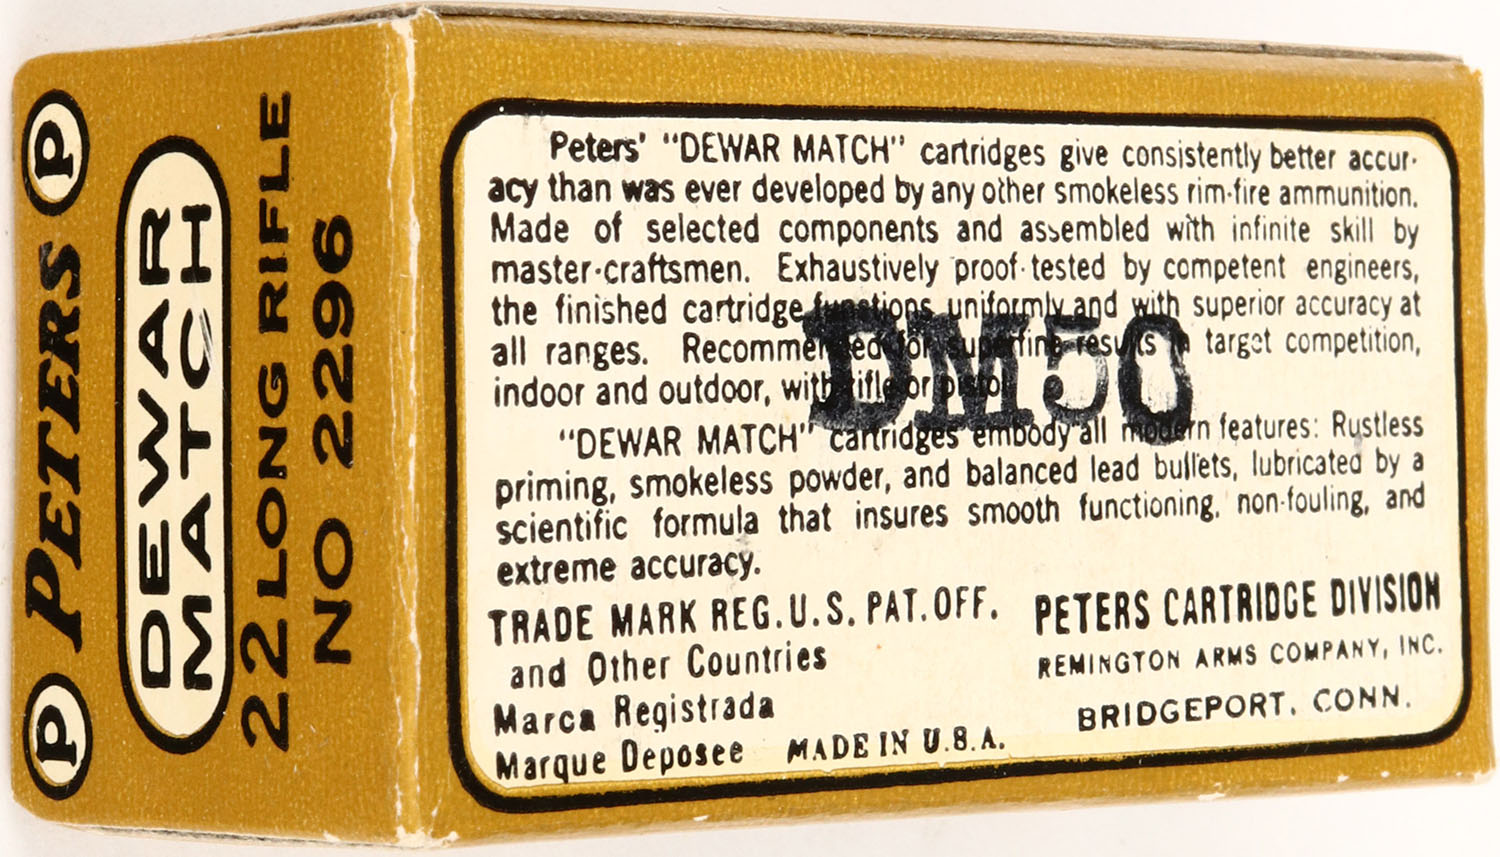 P PETERS P
DEWAR
MATCH
22 LONG RIFLE
NO 2296
Peters' "DEWAR MATCH" cartridges give consistently better accur-
acy than was ever developed by any other smokeless rim-fire ammunition.
Made of selected components and assembled with infinite skill by
master-craftsmen. Exhaustively proof-tested by competent engineers,
the finished cartridge functions uniformly and with superior accuracy at
all ranges. Recommended for superfine results in target competition,
indoor and outdoor, with rifle or pistol.
DM50
"DEWAR MATCH" cartridges embody all modern features: Rustless
priming, smokeless powder, and balanced lead bullets, lubricated by a
scientific formula that insures smooth functioning, non-fouling, and
extreme accuracy.
TRADE MARK REG. U.S. PAT. OFF.
and Other Countries
Marca Registrada
Marque Deposee MADE IN U.S.A.
PETERS CARTRIDGE DIVISION
REMINGTON ARMS COMPANY, INC.
BRIDGEPORT, CONN.